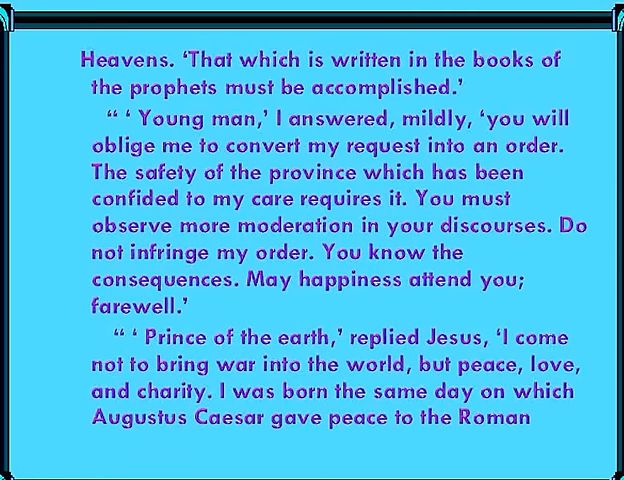 Heavens. ‘That which is written in the books of
the prophets must be accomplished.’
“ ‘ Young man,’ I answered, mildly, ‘you will
oblige me to convert my request into an order.
The safety of the province which has been
confided to my care requires it. You must
observe more moderation in your discourses. Do
not infringe my order. You know the
consequences. May happiness attend you;
farewell.’
“ ‘ Prince of the earth,’ replied Jesus, ‘I come
not to bring war into the world, but peace, love,
and charity. I was born the same day on which
Augustus Caesar gave peace to the Roman